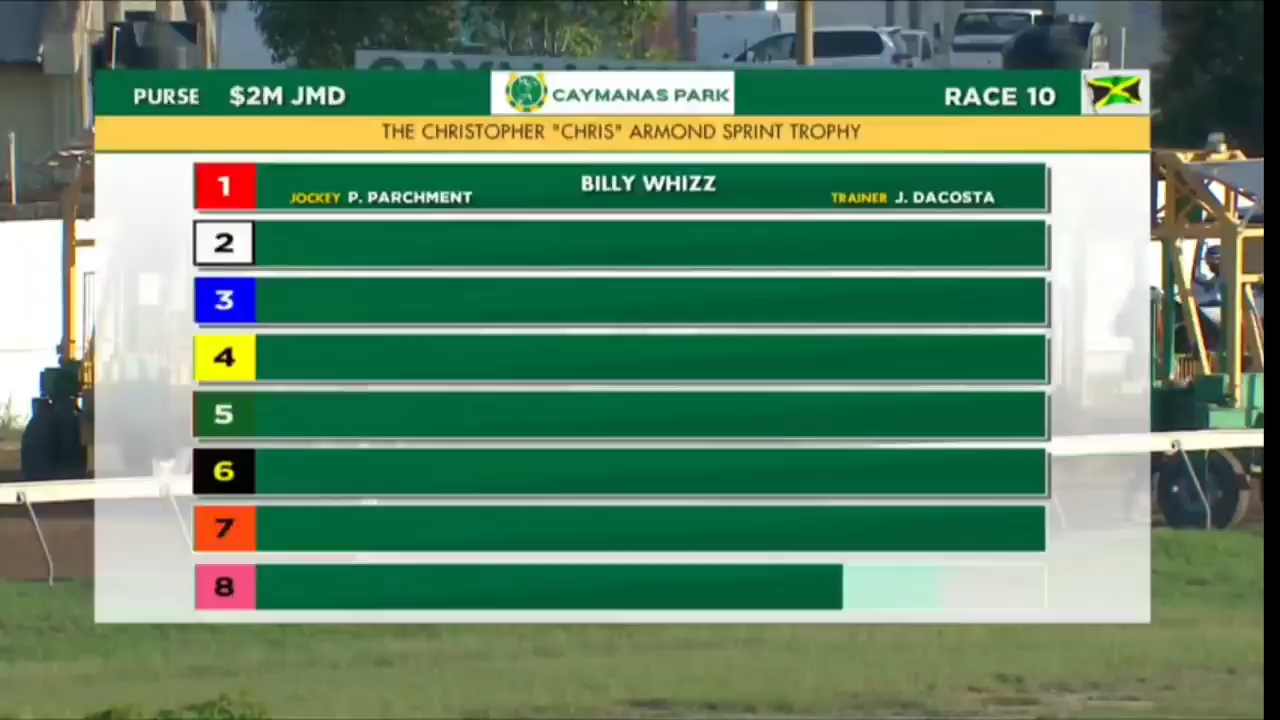 PURSE $2M JMD CAYMANAS PARK RACE 10
THE CHRISTOPHER "CHRIS" ARMOND SPRINT TROPHY
1 BILLY WHIZZ
JOCKEY P. PARCHMENT TRAINER J. DACOSTA
2
3
4
5
6
7
8